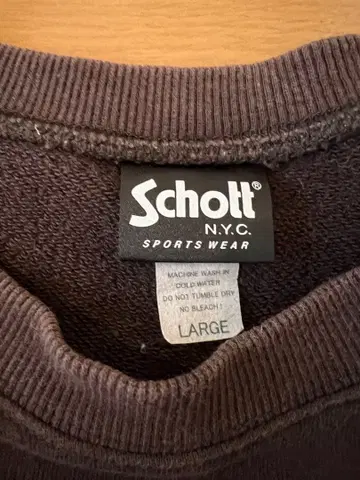 Schott®
N.Y.C.
SPORTS WEAR
MACHINE WASH IN
COLD WATER
DO NOT TUMBLE DRY
NO BLEACH!
LARGE